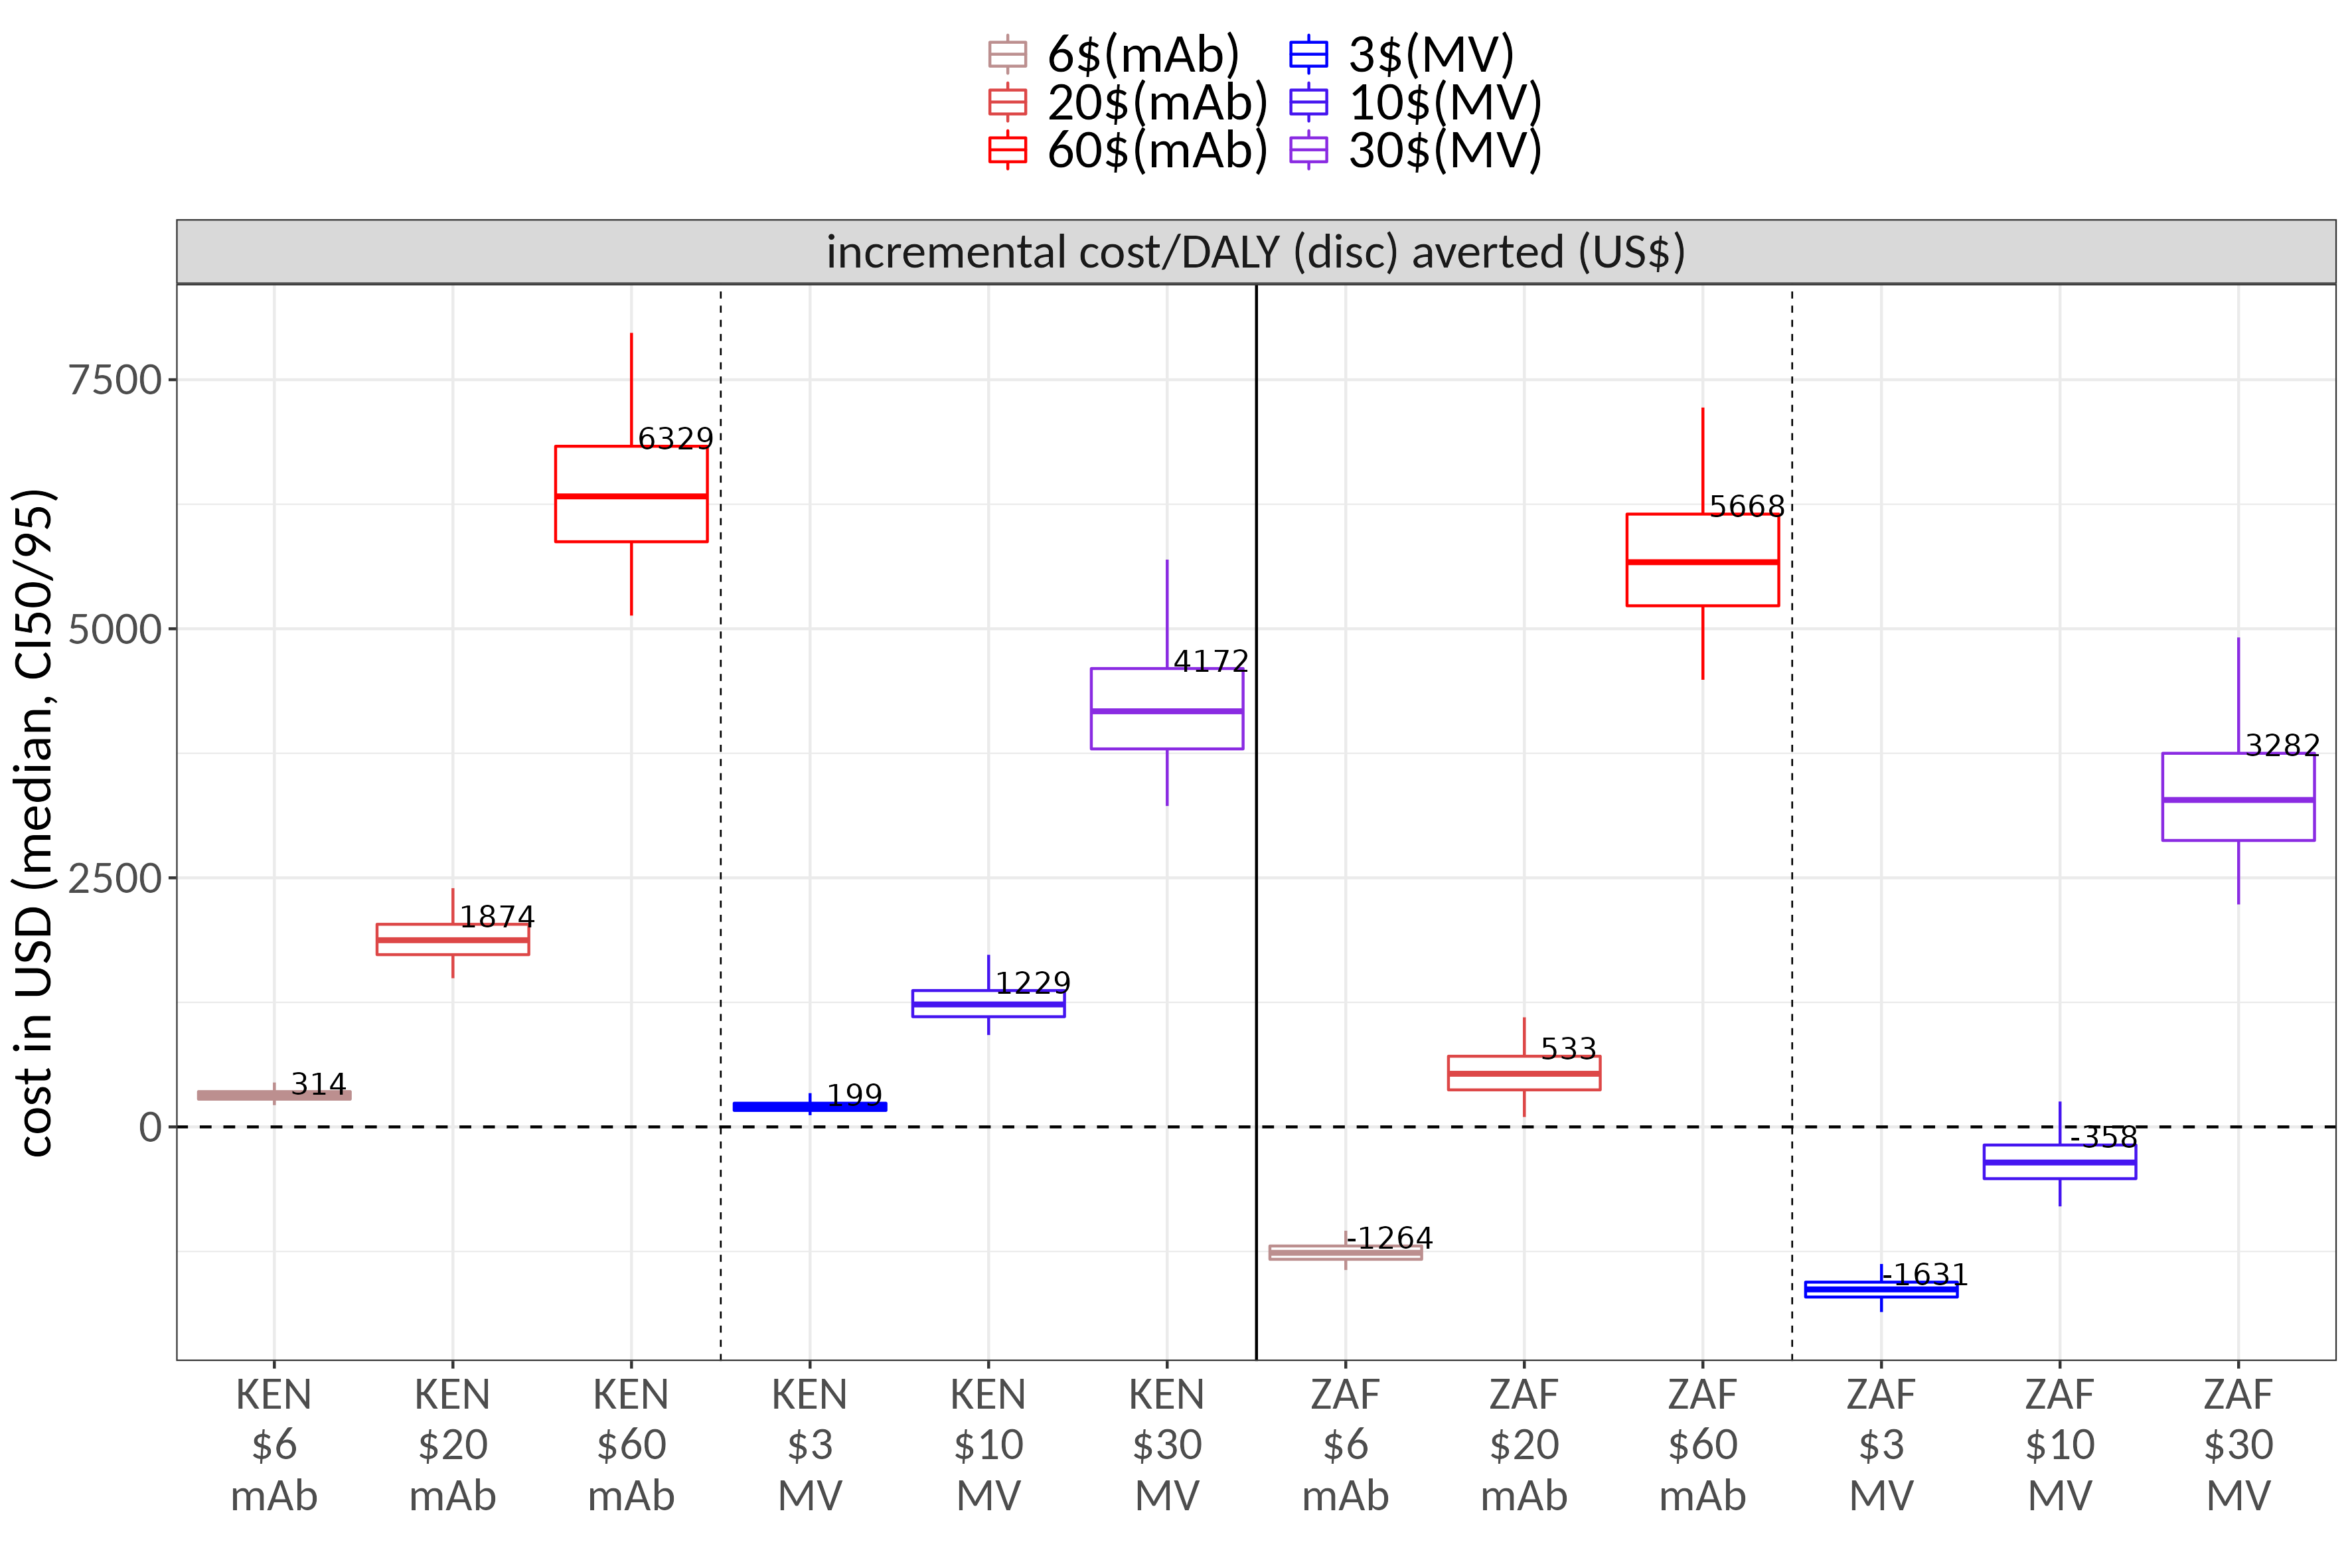 6$(mAb) 3$(MV)
20$(mAb) 10$(MV)
60$(mAb) 30$(MV)
incremental cost/DALY (disc) averted (US$)
cost in USD (median, CI50/95)
7500
5000
2500
0
6329
5668
4172
3282
1874
1229
533
314
199
-358
-1264
-1631
KEN KEN KEN KEN KEN KEN ZAF ZAF ZAF ZAF ZAF ZAF
$6 $20 $60 $3 $10 $30 $6 $20 $60 $3 $10 $30
mAb mAb mAb MV MV MV mAb mAb mAb MV MV MV